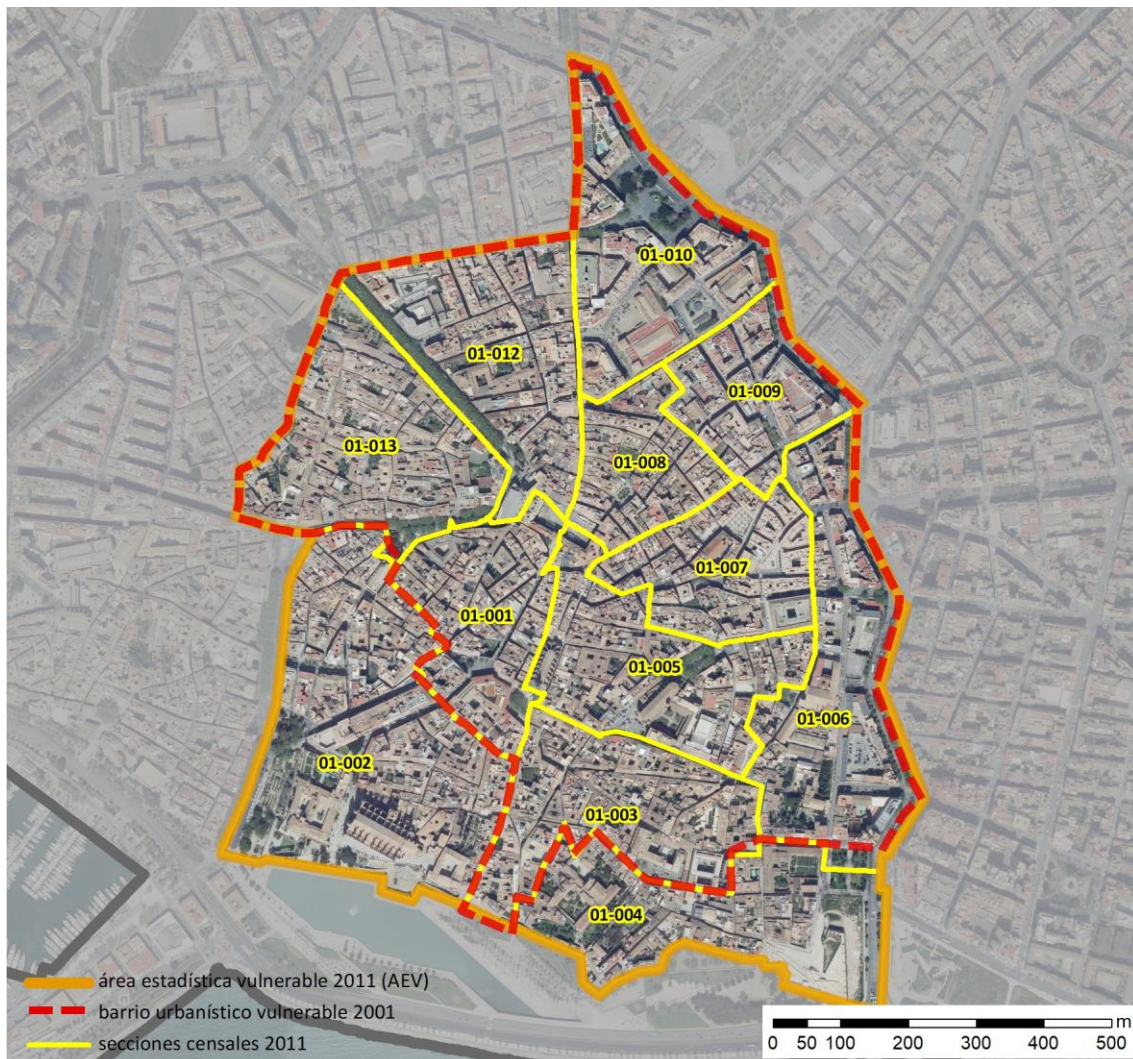 01-010
01-012
01-009
01-013
01-008
01-007
01-001
01-005
01-006
01-002
01-003
01-004
área estadística vulnerable 2011 (AEV)
barrio urbanístico vulnerable 2001
secciones censales 2011
m
0 50 100 200 300 400 500